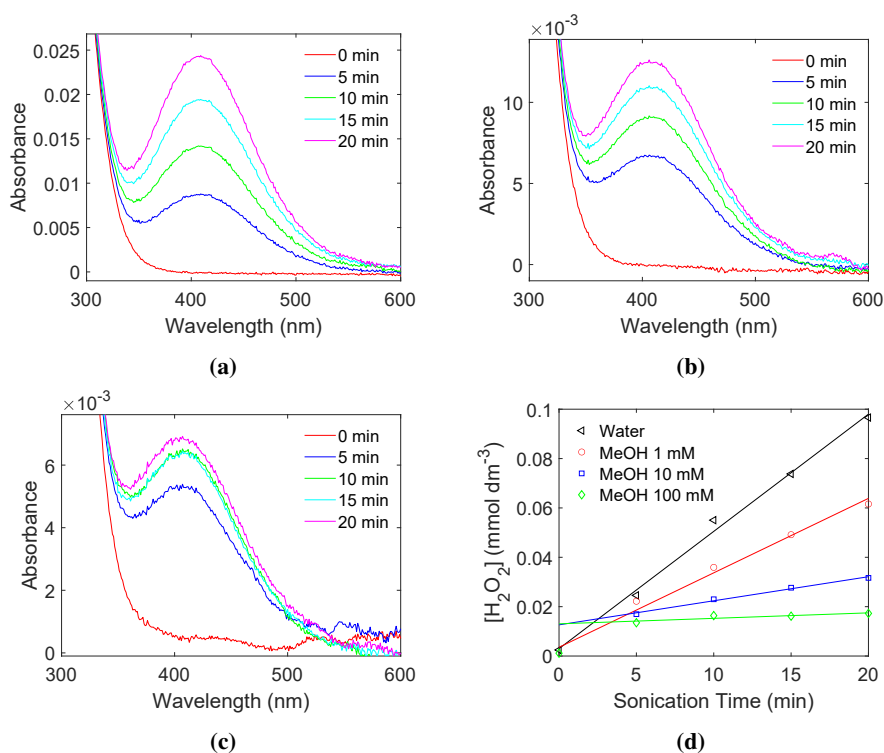 0.025
0.02
0.015
0.01
0.005
0
Absorbance
0 min
5 min
10 min
15 min
20 min
300 400 500 600
Wavelength (nm)
(a)
×10⁻³
10
5
0
Absorbance
0 min
5 min
10 min
15 min
20 min
300 400 500 600
Wavelength (nm)
(b)
×10⁻³
6
4
2
0
Absorbance
0 min
5 min
10 min
15 min
20 min
300 400 500 600
Wavelength (nm)
(c)
0.1
0.08
0.06
0.04
0.02
0
[H₂O₂] (mmol dm⁻³)
Water
MeOH 1 mM
MeOH 10 mM
MeOH 100 mM
0 5 10 15 20
Sonication Time (min)
(d)